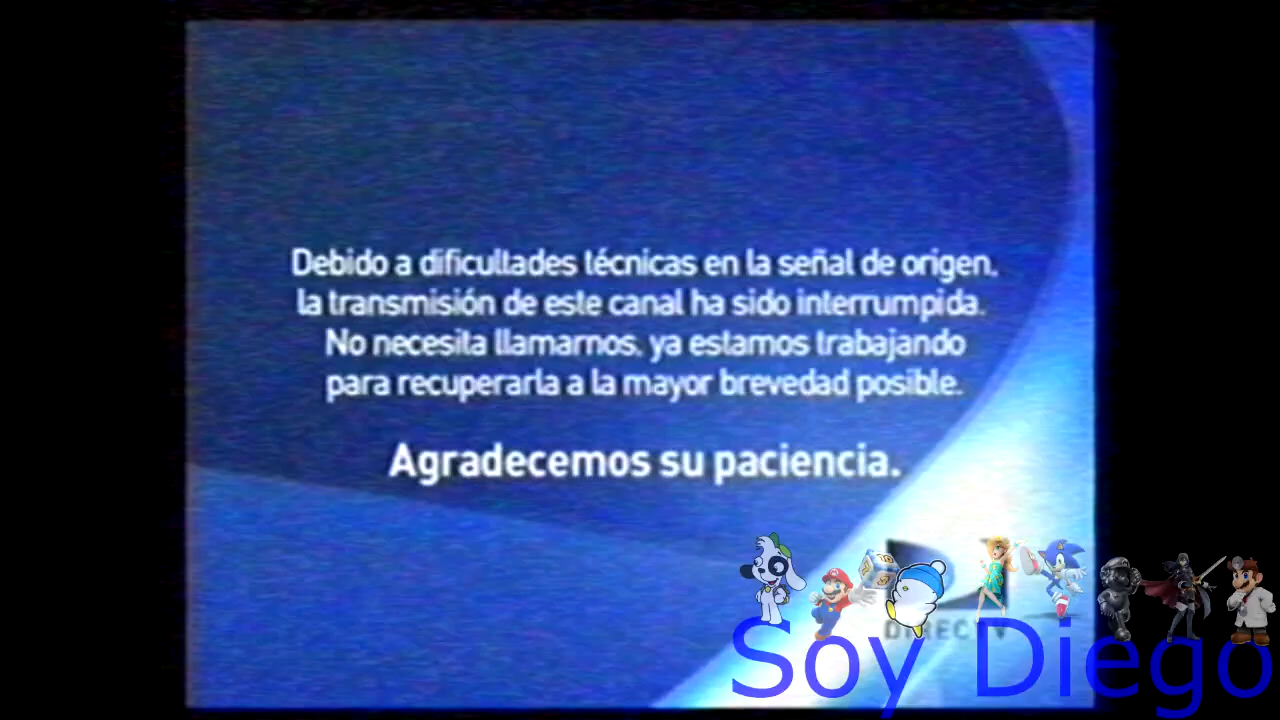 Debido a dificultades técnicas en la señal de origen,
la transmisión de este canal ha sido interrumpida.
No necesita llamarnos, ya estamos trabajando
para recuperarla a la mayor brevedad posible.
Agradecemos su paciencia.
DIRECTV
Soy Diego